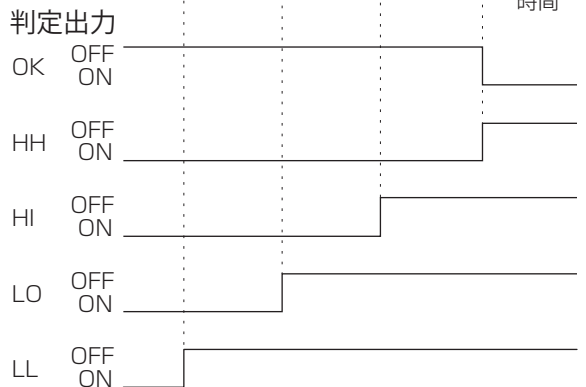 時間
判定出力
OK OFF
ON
HH OFF
ON
HI OFF
ON
LO OFF
ON
LL OFF
ON